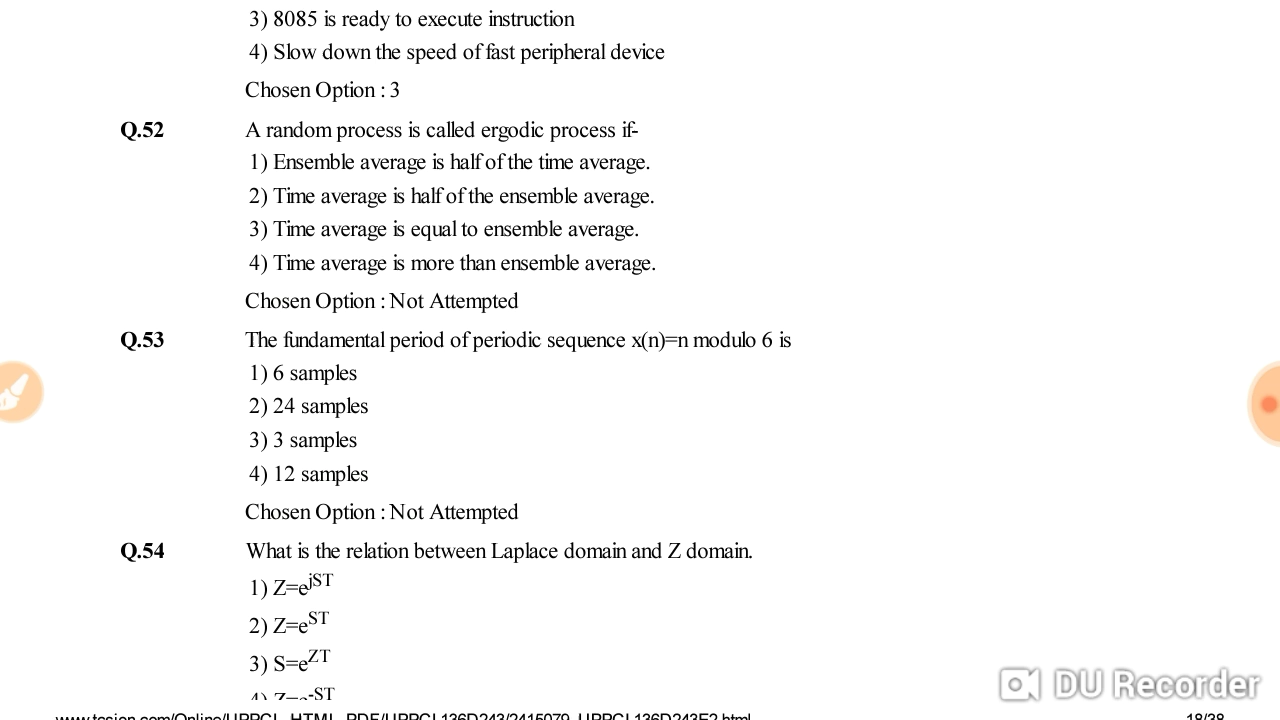 3) 8085 is ready to execute instruction
4) Slow down the speed of fast peripheral device
Chosen Option : 3
Q.52 A random process is called ergodic process if-
1) Ensemble average is half of the time average.
2) Time average is half of the ensemble average.
3) Time average is equal to ensemble average.
4) Time average is more than ensemble average.
Chosen Option : Not Attempted
Q.53 The fundamental period of periodic sequence x(n)=n modulo 6 is
1) 6 samples
2) 24 samples
3) 3 samples
4) 12 samples
Chosen Option : Not Attempted
Q.54 What is the relation between Laplace domain and Z domain.
1) Z=e^jST
2) Z=e^ST
3) S=e^ZT
4) Z=e^-ST
DU Recorder
18/38